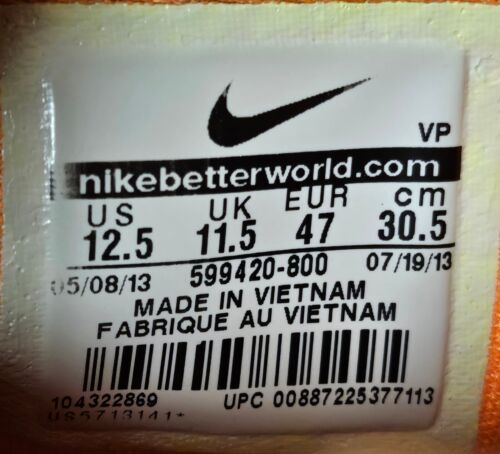 VP
nikebetterworld.com
US UK EUR cm
12.5 11.5 47 30.5
05/08/13 599420-800 07/19/13
MADE IN VIETNAM
FABRIQUE AU VIETNAM
104322869 UPC 00887225377113
US5713141*